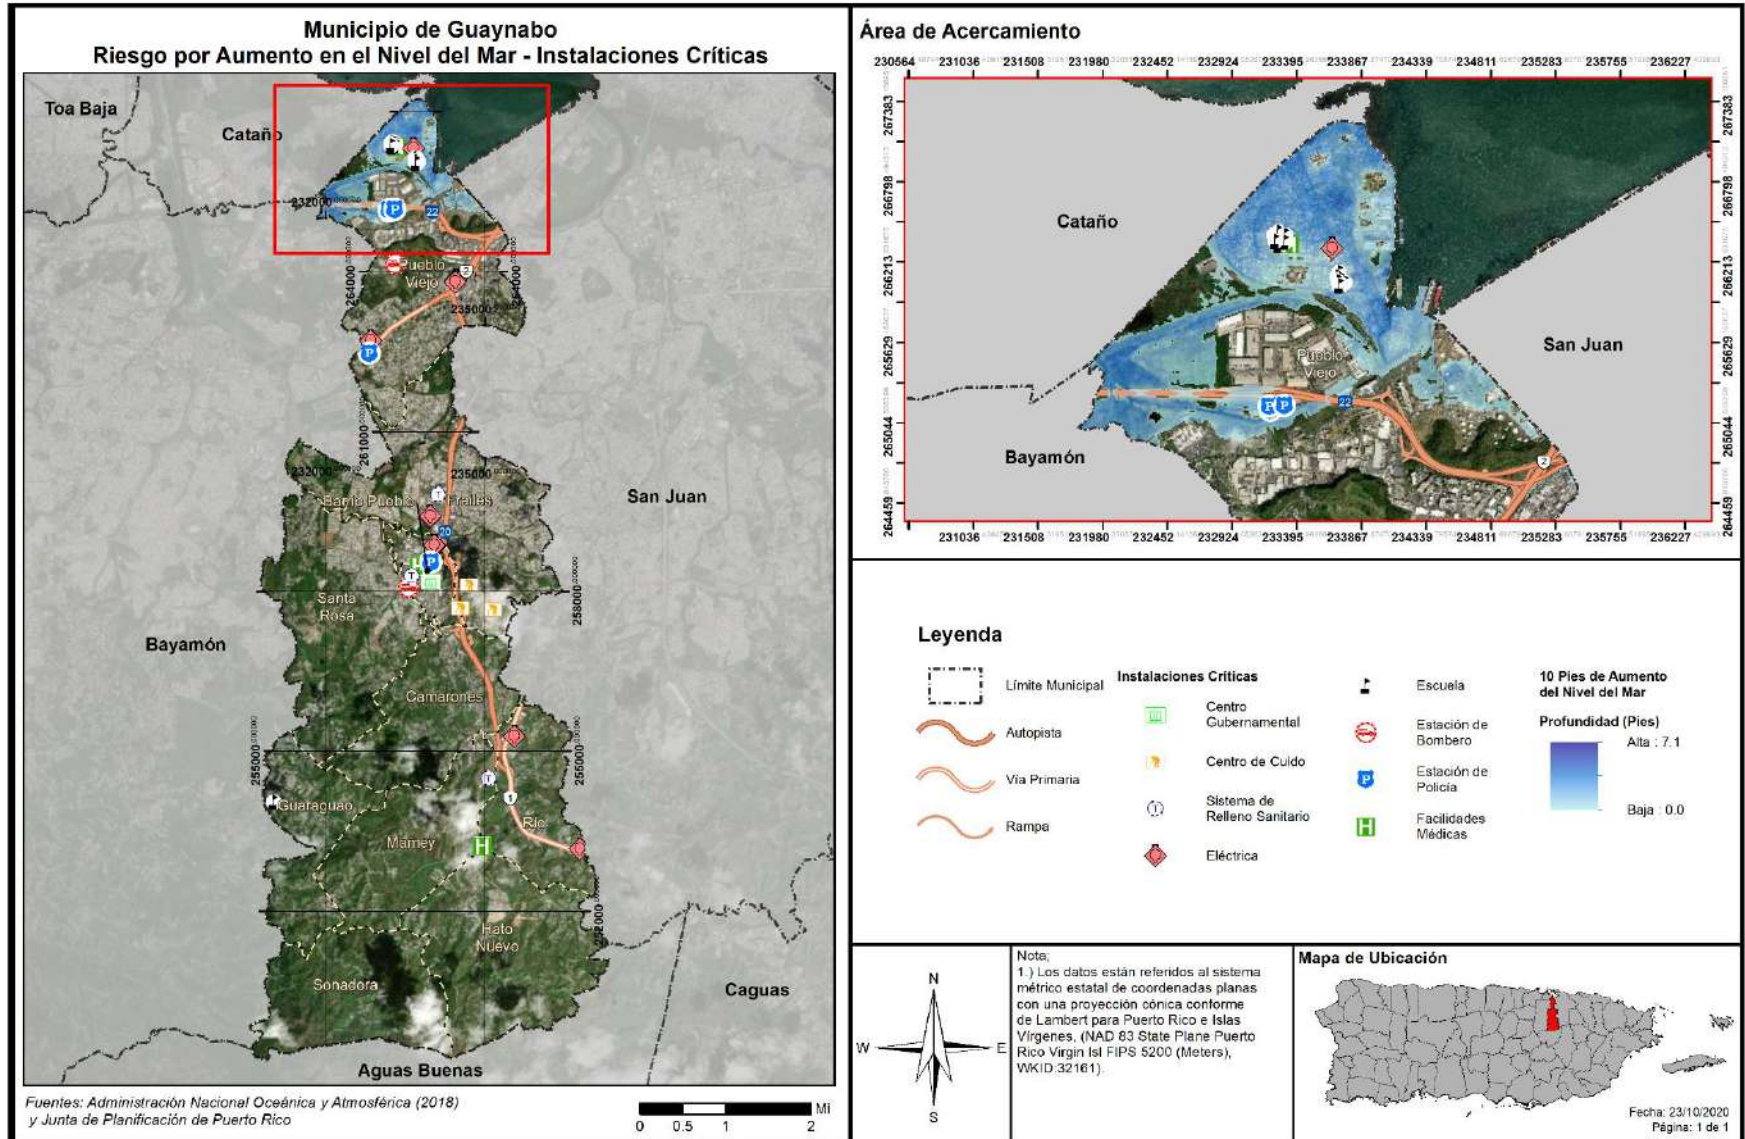 Municipio de Guaynabo
Riesgo por Aumento en el Nivel del Mar - Instalaciones Críticas
Toa Baja
Cataño
232000
22
264000
Pueblo
Viejo
2
264000
235000
261000
232000
235000
San Juan
Barrio Pueblo
Frailes
20
Santa
Rosa
258000
Bayamón
Camarones
255000
255000
Guaraguao
1
Río
Mamey
252000
Hato
Nuevo
Sonadora
Caguas
Aguas Buenas
Fuentes: Administración Nacional Oceánica y Atmosférica (2018)
y Junta de Planificación de Puerto Rico
Mi
0 0.5 1 2
Área de Acercamiento
230564 231036 231508 231980 232452 232924 233395 233867 234339 234811 235283 235755 236227
267383 267383
266798 266798
266213 266213
265629 265629
265044 265044
264459 264459
Cataño
San Juan
Pueblo
Viejo
22
Bayamón
2
231036 231508 231980 232452 232924 233395 233867 234339 234811 235283 235755 236227
Leyenda
Límite Municipal
Autopista
Vía Primaria
Rampa
Instalaciones Críticas
Centro
Gubernamental
Centro de Cuido
Sistema de
Relleno Sanitario
Eléctrica
Escuela
Estación de
Bombero
Estación de
Policía
Facilidades
Médicas
10 Pies de Aumento
del Nivel del Mar
Profundidad (Pies)
Alta : 7.1
Baja : 0.0
N
W E
S
Nota;
1.) Los datos están referidos al sistema
métrico estatal de coordenadas planas
con una proyección cónica conforme
de Lambert para Puerto Rico e Islas
Vírgenes, (NAD 83 State Plane Puerto
Rico Virgin Isl FIPS 5200 (Meters),
WKID:32161).
Mapa de Ubicación
Fecha: 23/10/2020
Página: 1 de 1